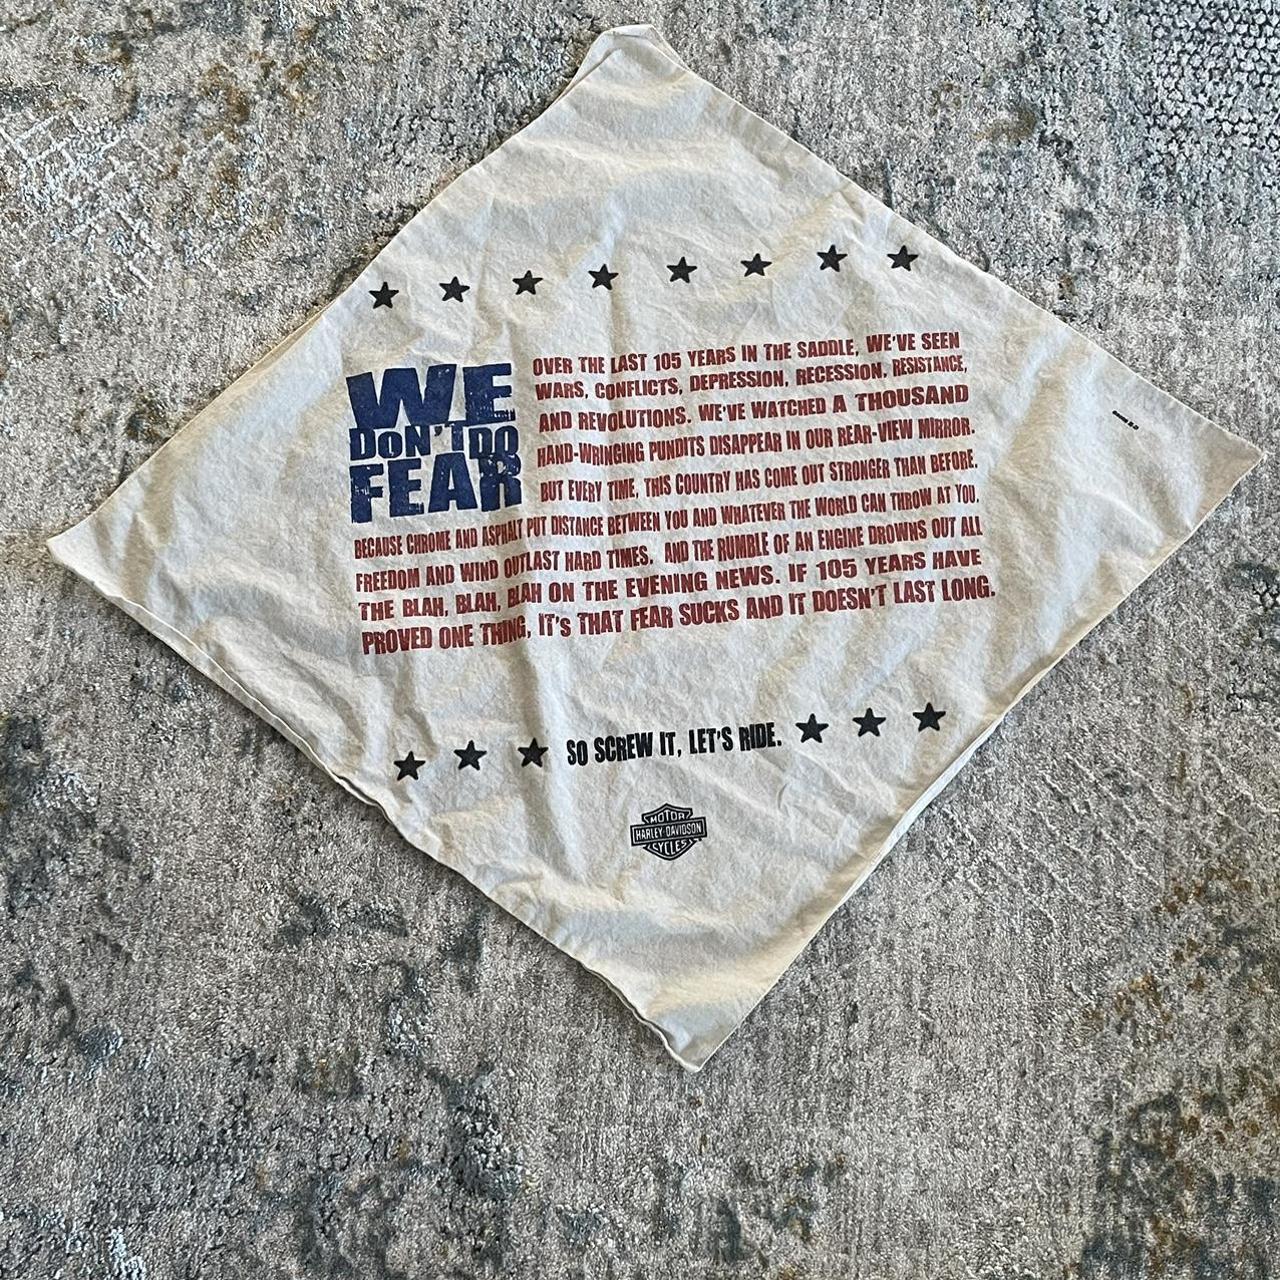 WE
DON'T DO
FEAR
OVER THE LAST 105 YEARS IN THE SADDLE, WE'VE SEEN
WARS, CONFLICTS, DEPRESSION, RECESSION, RESISTANCE,
AND REVOLUTIONS. WE'VE WATCHED A THOUSAND
HAND-WRINGING PUNDITS DISAPPEAR IN OUR REAR-VIEW MIRROR.
BUT EVERY TIME, THIS COUNTRY HAS COME OUT STRONGER THAN BEFORE.
BECAUSE CHROME AND ASPHALT PUT DISTANCE BETWEEN YOU AND WHATEVER THE WORLD CAN THROW AT YOU.
FREEDOM AND WIND OUTLAST HARD TIMES. AND THE RUMBLE OF AN ENGINE DROWNS OUT ALL
THE BLAH, BLAH, BLAH ON THE EVENING NEWS. IF 105 YEARS HAVE
PROVED ONE THING, IT'S THAT FEAR SUCKS AND IT DOESN'T LAST LONG.
SO SCREW IT, LET'S RIDE.
MOTOR
HARLEY-DAVIDSON
CYCLES